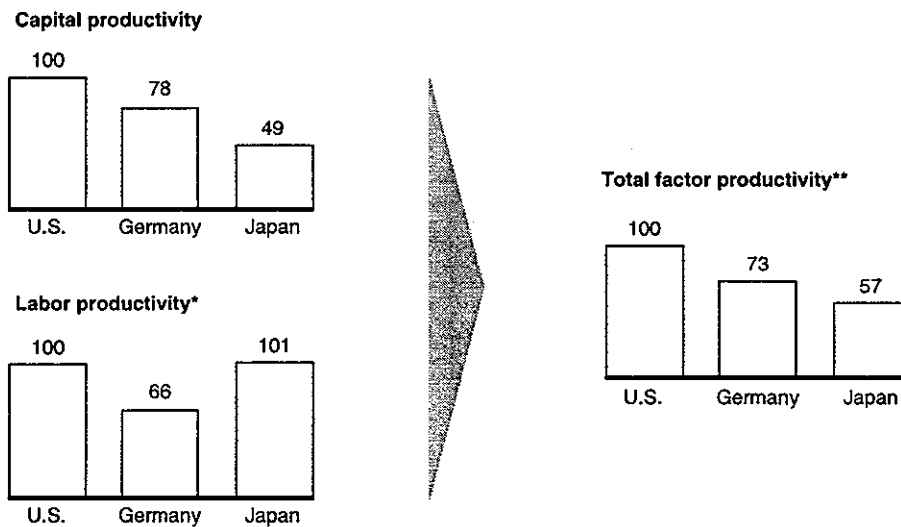 Capital productivity
100
78
49
U.S. Germany Japan
Labor productivity*
100
66
101
U.S. Germany Japan
Total factor productivity**
100
73
57
U.S. Germany Japan